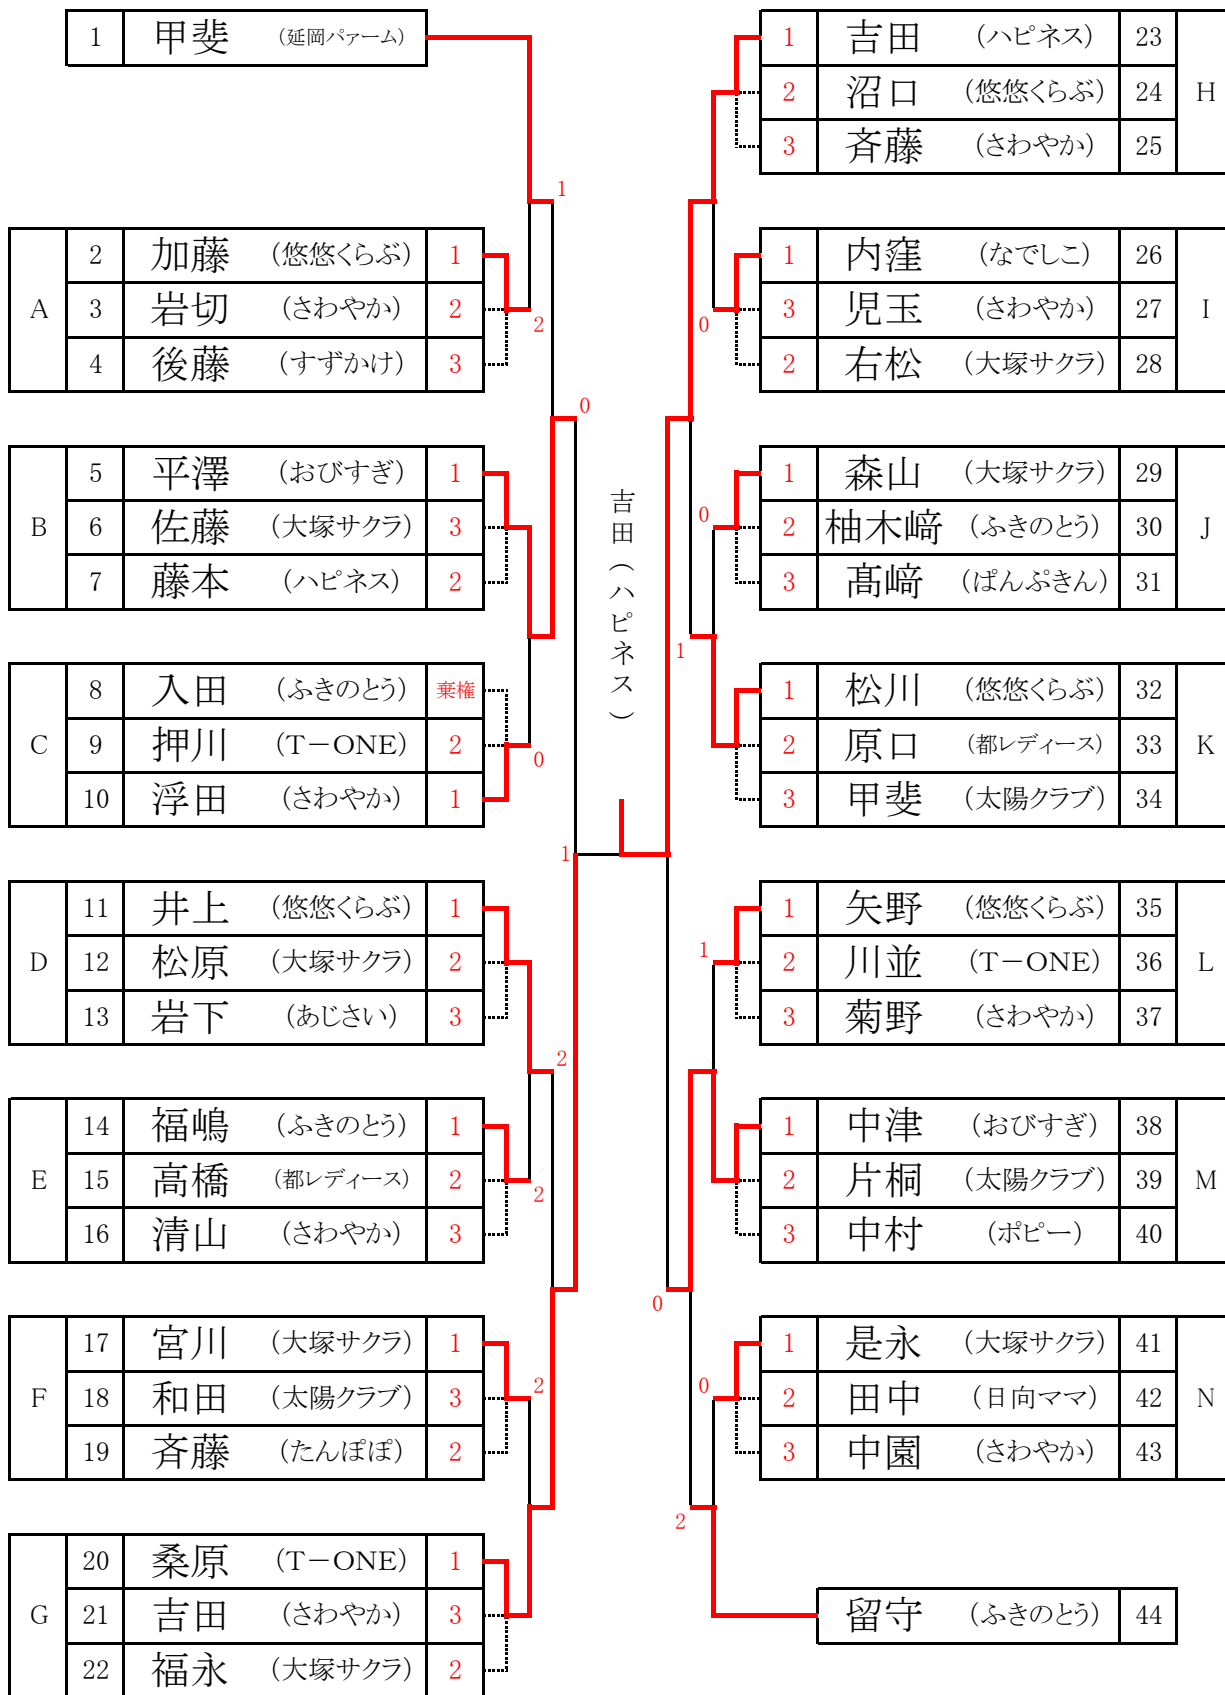 1 甲斐 (延岡パァーム)
A
2 加藤 (悠悠くらぶ) 1
3 岩切 (さわやか) 2
4 後藤 (すずかけ) 3
B
5 平澤 (おびすぎ) 1
6 佐藤 (大塚サクラ) 3
7 藤本 (ハピネス) 2
C
8 入田 (ふきのとう) 棄権
9 押川 (T-ONE) 2
10 浮田 (さわやか) 1
D
11 井上 (悠悠くらぶ) 1
12 松原 (大塚サクラ) 2
13 岩下 (あじさい) 3
E
14 福嶋 (ふきのとう) 1
15 高橋 (都レディース) 2
16 清山 (さわやか) 3
F
17 宮川 (大塚サクラ) 1
18 和田 (太陽クラブ) 3
19 斉藤 (たんぽぽ) 2
G
20 桑原 (T-ONE) 1
21 吉田 (さわやか) 3
22 福永 (大塚サクラ) 2
1
2
0
0
1
2
2
2
吉田(ハピネス)
0
0
1
1
0
0
2
1 吉田 (ハピネス) 23
2 沼口 (悠悠くらぶ) 24
3 斉藤 (さわやか) 25
H
1 内窪 (なでしこ) 26
3 児玉 (さわやか) 27
2 右松 (大塚サクラ) 28
I
1 森山 (大塚サクラ) 29
2 柚木﨑 (ふきのとう) 30
3 髙﨑 (ぱんぷきん) 31
J
1 松川 (悠悠くらぶ) 32
2 原口 (都レディース) 33
3 甲斐 (太陽クラブ) 34
K
1 矢野 (悠悠くらぶ) 35
2 川並 (T-ONE) 36
3 菊野 (さわやか) 37
L
1 中津 (おびすぎ) 38
2 片桐 (太陽クラブ) 39
3 中村 (ポピー) 40
M
1 是永 (大塚サクラ) 41
2 田中 (日向ママ) 42
3 中園 (さわやか) 43
N
留守 (ふきのとう) 44